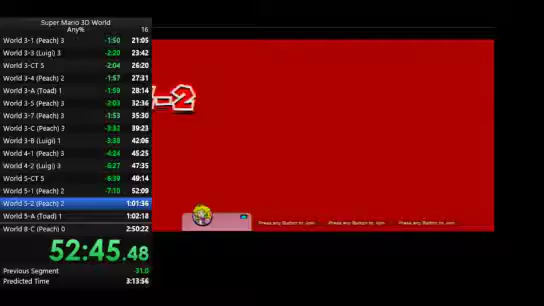 Super Mario 3D World
Any% 16
World 3-1 (Peach) 3 -1:50 21:05
World 3-3 (Luigi) 3 -2:20 23:42
World 3-CT 5 -2:04 26:20
World 3-4 (Peach) 2 -1:57 27:31
World 3-A (Toad) 1 -1:59 28:14
World 3-5 (Peach) 3 -2:03 32:36
World 3-7 (Peach) 3 -1:53 35:30
World 3-C (Peach) 3 -3:32 39:23
World 3-B (Luigi) 1 -3:38 42:06
World 4-1 (Peach) 3 -4:24 45:25
World 4-2 (Luigi) 3 -6:27 47:35
World 5-CT 5 -6:39 49:14
World 5-1 (Peach) 2 -7:10 52:09
World 5-2 (Peach) 2 1:01:36
World 5-A (Toad) 1 1:02:18
World 8-C (Peach) 0 2:50:22
52:45.48
Previous Segment -31.0
Predicted Time 3:13:56
-2
Press any Button to Join Press any Button to Join Press any Button to Join